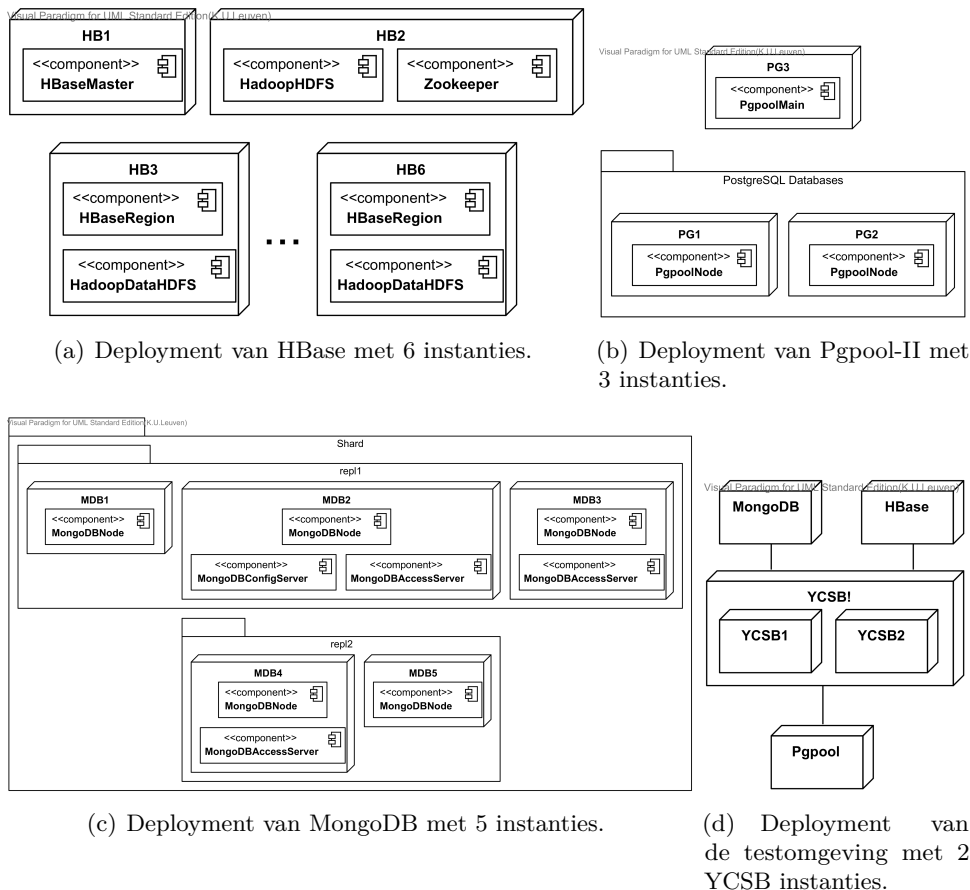 Visual Paradigm for UML Standard Edition(K.U.Leuven)
HB1
<<component>>
HBaseMaster
HB2
<<component>>
HadoopHDFS
<<component>>
Zookeeper
HB3
<<component>>
HBaseRegion
<<component>>
HadoopDataHDFS
...
HB6
<<component>>
HBaseRegion
<<component>>
HadoopDataHDFS
(a) Deployment van HBase met 6 instanties.
Visual Paradigm for UML Standard Edition(K.U.Leuven)
PG3
<<component>>
PgpoolMain
PostgreSQL Databases
PG1
<<component>>
PgpoolNode
PG2
<<component>>
PgpoolNode
(b) Deployment van Pgpool-II met
3 instanties.
Visual Paradigm for UML Standard Edition(K.U.Leuven)
Shard
repl1
MDB1
<<component>>
MongoDBNode
MDB2
<<component>>
MongoDBNode
<<component>>
MongoDBConfigServer
<<component>>
MongoDBAccessServer
MDB3
<<component>>
MongoDBNode
<<component>>
MongoDBAccessServer
repl2
MDB4
<<component>>
MongoDBNode
<<component>>
MongoDBAccessServer
MDB5
<<component>>
MongoDBNode
(c) Deployment van MongoDB met 5 instanties.
Visual Paradigm for UML Standard Edition(K.U.Leuven)
MongoDB
HBase
YCSB!
YCSB1
YCSB2
Pgpool
(d) Deployment van
de testomgeving met 2
YCSB instanties.